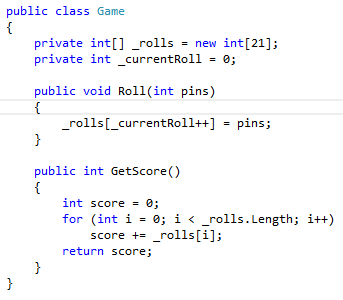 public class Game
{
    private int[] _rolls = new int[21];
    private int _currentRoll = 0;

    public void Roll(int pins)
    {
        _rolls[_currentRoll++] = pins;
    }

    public int GetScore()
    {
        int score = 0;
        for (int i = 0; i < _rolls.Length; i++)
            score += _rolls[i];
        return score;
    }
}